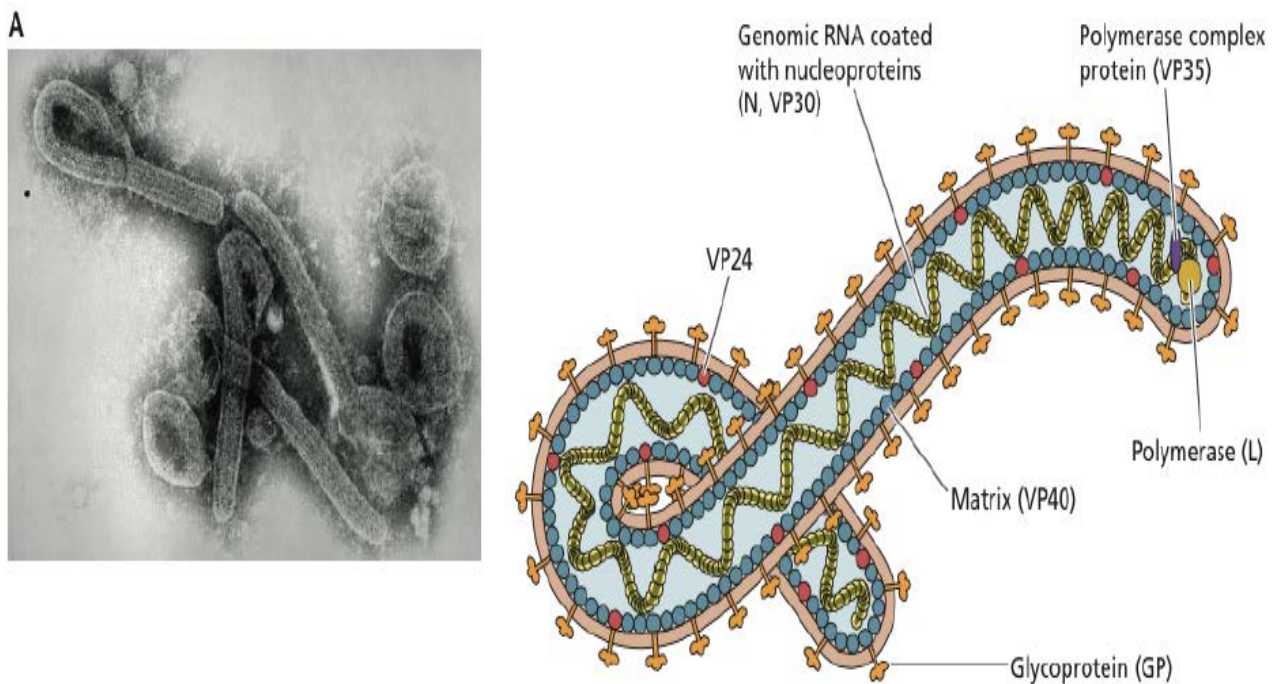 A
Genomic RNA coated
with nucleoproteins
(N, VP30)
Polymerase complex
protein (VP35)
VP24
Polymerase (L)
Matrix (VP40)
Glycoprotein (GP)